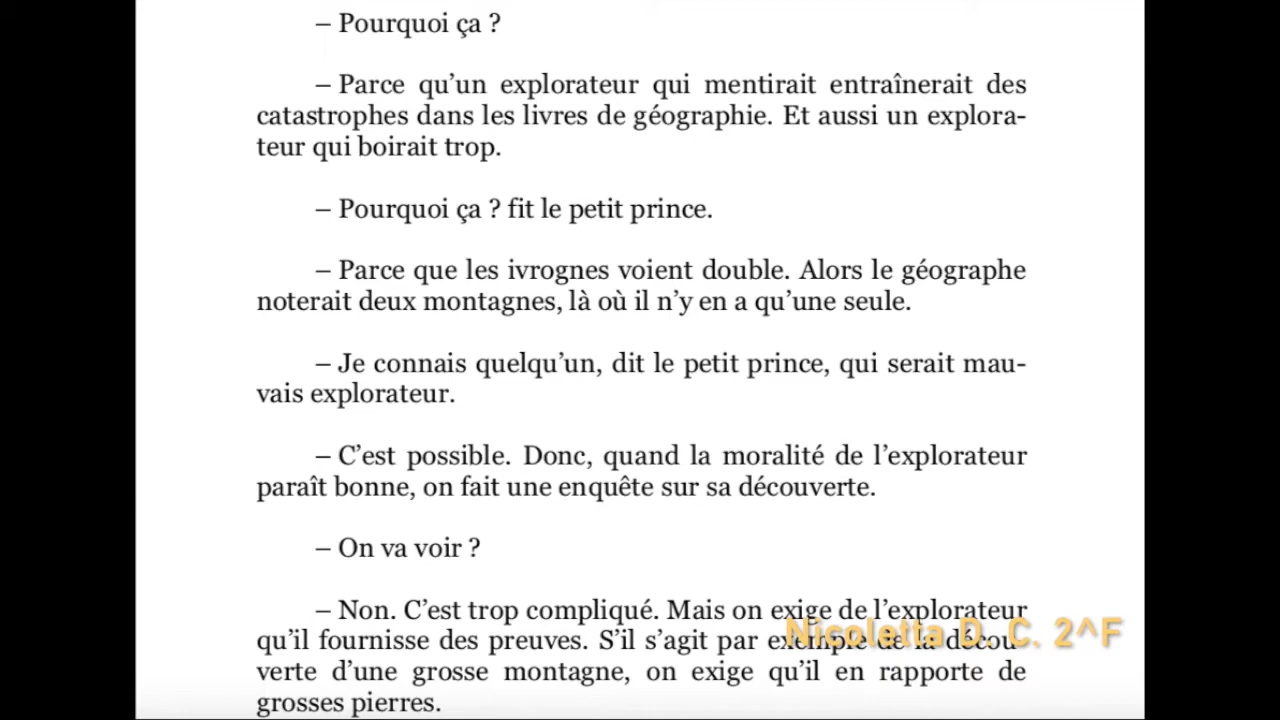 – Pourquoi ça ?
– Parce qu’un explorateur qui mentirait entraînerait des
catastrophes dans les livres de géographie. Et aussi un explora-
teur qui boirait trop.
– Pourquoi ça ? fit le petit prince.
– Parce que les ivrognes voient double. Alors le géographe
noterait deux montagnes, là où il n’y en a qu’une seule.
– Je connais quelqu’un, dit le petit prince, qui serait mau-
vais explorateur.
– C’est possible. Donc, quand la moralité de l’explorateur
paraît bonne, on fait une enquête sur sa découverte.
– On va voir ?
– Non. C’est trop compliqué. Mais on exige de l’explorateur
qu’il fournisse des preuves. S’il s’agit par exemple de la décou-
verte d’une grosse montagne, on exige qu’il en rapporte de
grosses pierres.
Nicoletta D. C. 2^F